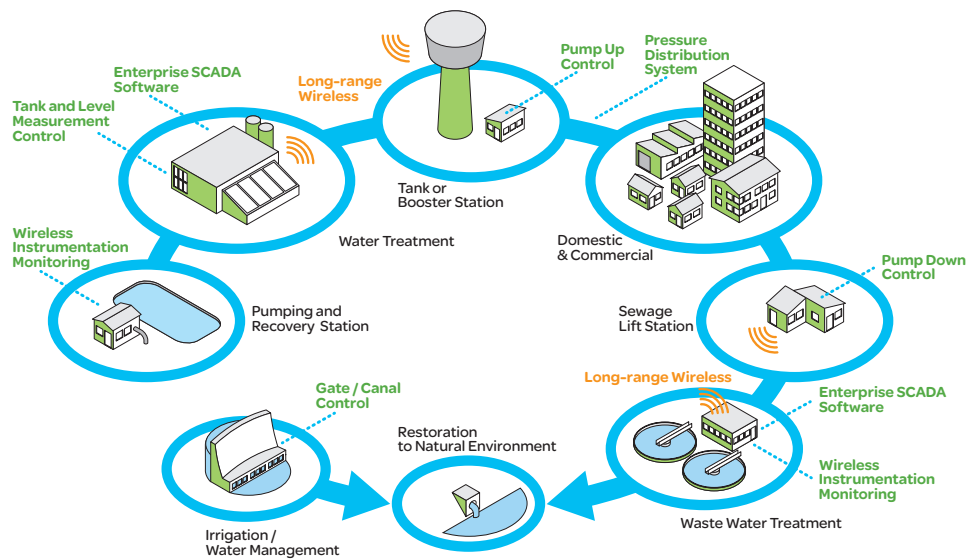 Enterprise SCADA
Software
Tank and Level
Measurement
Control
Long-range
Wireless
Pump Up
Control
Pressure
Distribution
System
Tank or
Booster Station
Water Treatment
Domestic
& Commercial
Wireless
Instrumentation
Monitoring
Pumping and
Recovery Station
Sewage
Lift Station
Pump Down
Control
Gate / Canal
Control
Long-range Wireless
Enterprise SCADA
Software
Restoration
to Natural Environment
Wireless
Instrumentation
Monitoring
Irrigation /
Water Management
Waste Water Treatment